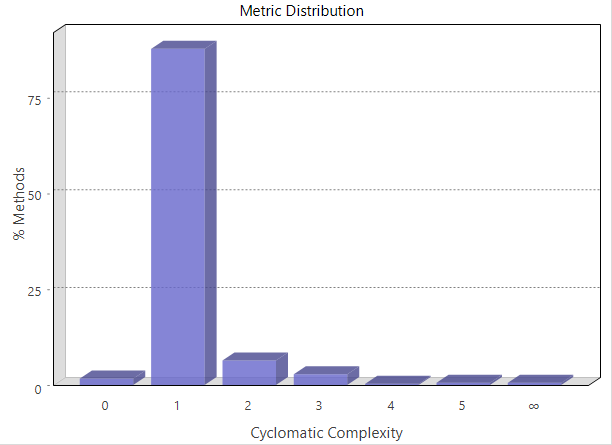 Metric Distribution
75
50
25
0
% Methods
0 1 2 3 4 5 ∞
Cyclomatic Complexity